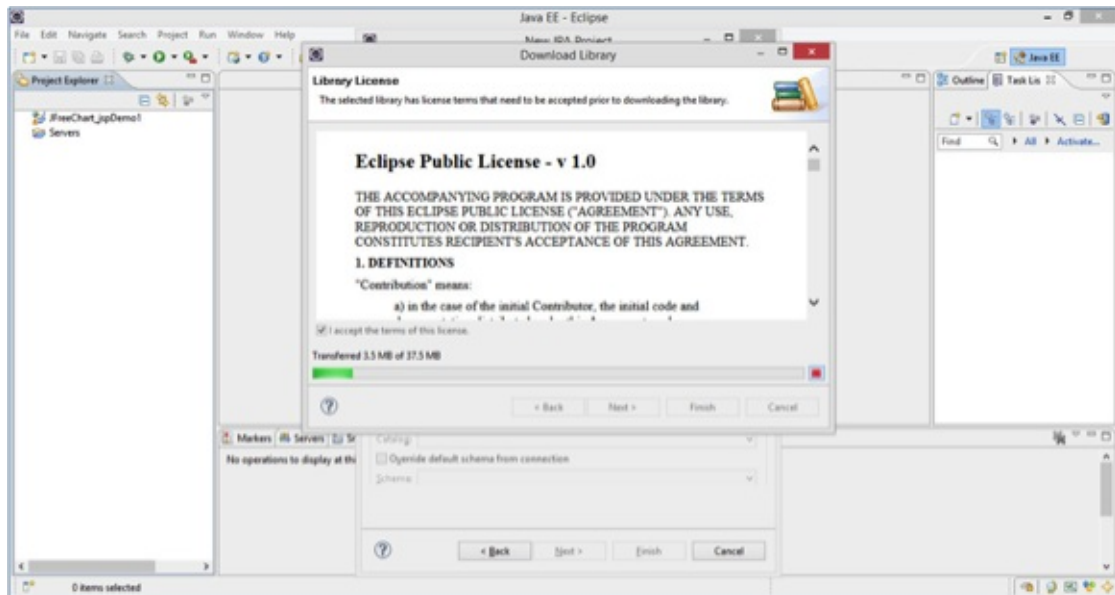 Java EE - Eclipse
File Edit Navigate Search Project Run Window Help
New JPA Project
Download Library
Java EE
Project Explorer
Library License
The selected library has license terms that need to be accepted prior to downloading the library.
Outline Task Lis
JFreeChart_jspDemo1
Servers
Find All Activate...
Eclipse Public License - v 1.0
THE ACCOMPANYING PROGRAM IS PROVIDED UNDER THE TERMS
OF THIS ECLIPSE PUBLIC LICENSE ("AGREEMENT"). ANY USE,
REPRODUCTION OR DISTRIBUTION OF THE PROGRAM
CONSTITUTES RECIPIENT'S ACCEPTANCE OF THIS AGREEMENT.
1. DEFINITIONS
"Contribution" means:
a) in the case of the initial Contributor, the initial code and
I accept the terms of this license.
Transferred 3.5 MB of 37.5 MB
< Back Next > Finish Cancel
Markers Servers
Catalog:
No operations to display at thi
Override default schema from connection
Schema:
< Back Next > Finish Cancel
0 items selected